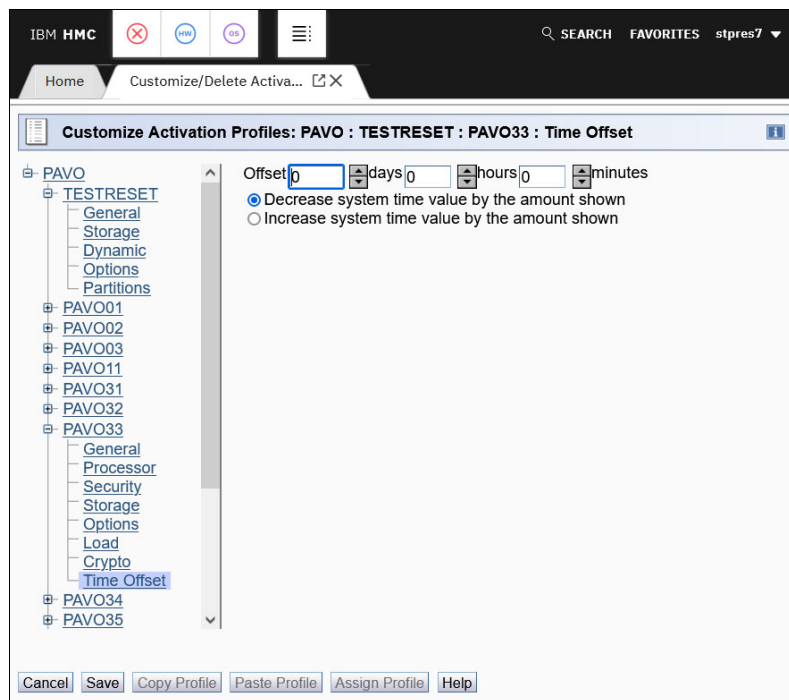 IBM HMC HW OS SEARCH FAVORITES stpres7
Home Customize/Delete Activa...
Customize Activation Profiles: PAVO : TESTRESET : PAVO33 : Time Offset i
PAVO
TESTRESET
General
Storage
Dynamic
Options
Partitions
PAVO01
PAVO02
PAVO03
PAVO11
PAVO31
PAVO32
PAVO33
General
Processor
Security
Storage
Options
Load
Crypto
Time Offset
PAVO34
PAVO35
Offset 0 days 0 hours 0 minutes
Decrease system time value by the amount shown
Increase system time value by the amount shown
Cancel Save Copy Profile Paste Profile Assign Profile Help